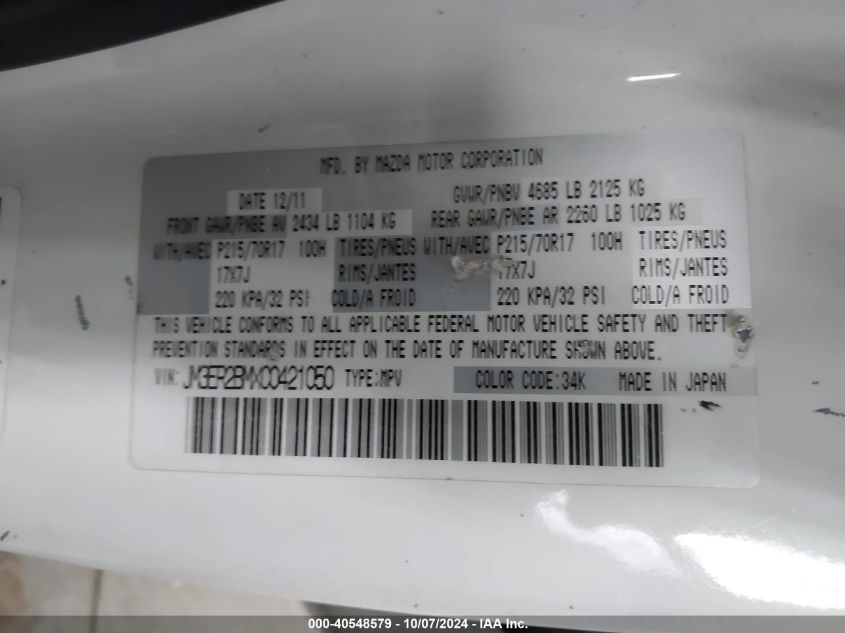 MFD. BY MAZDA MOTOR CORPORATION
DATE 12/11 GVWR/PNBV 4685 LB 2125 KG
FRONT GAWR/PNBE AV 2434 LB 1104 KG REAR GAWR/PNBE AR 2260 LB 1025 KG
WITH/AVEC P215/70R17 100H TIRES/PNEUS WITH/AVEC P215/70R17 100H TIRES/PNEUS
17X7J RIMS/JANTES 17X7J RIMS/JANTES
220 KPA/32 PSI COLD/A FROID 220 KPA/32 PSI COLD/A FROID
THIS VEHICLE CONFORMS TO ALL APPLICABLE FEDERAL MOTOR VEHICLE SAFETY AND THEFT
PREVENTION STANDARDS IN EFFECT ON THE DATE OF MANUFACTURE SHOWN ABOVE.
VIN: JM3ER2BMXC0421050 TYPE:MPV COLOR CODE:34K MADE IN JAPAN
000-40548579 - 10/07/2024 - IAA Inc.